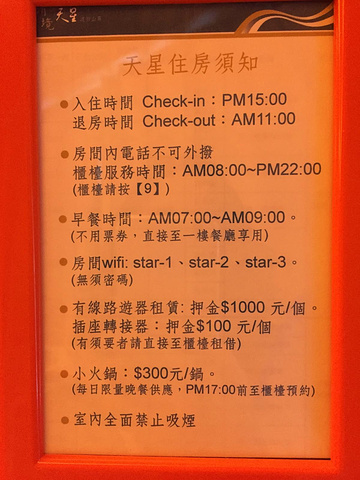 天星
天星住房須知
入住時間 Check-in：PM15:00
退房時間 Check-out：AM11:00
房間內電話不可外撥
櫃檯服務時間：AM08:00~PM22:00
(櫃檯請按【9】)
早餐時間：AM07:00~AM09:00。
(不用票券，直接至一樓餐廳享用)
房間wifi: star-1、star-2、star-3。
(無須密碼)
有線路遊器租賃: 押金$1000 元/個。
插座轉接器：押金$100 元/個
(有須要者請直接至櫃檯租借)
小火鍋：$300元/鍋。
(每日限量晚餐供應，PM17:00前至櫃檯預約)
室內全面禁止吸煙